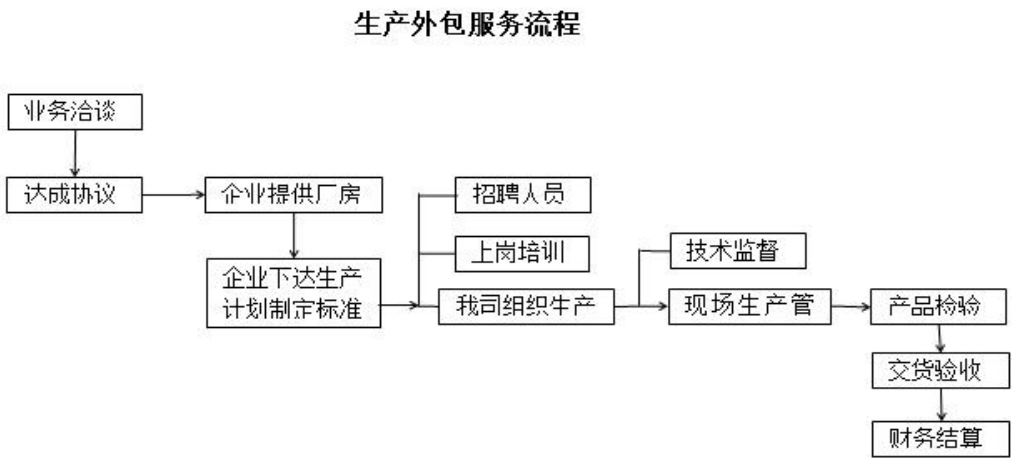 生产外包服务流程
业务洽谈
达成协议
企业提供厂房
企业下达生产
计划制定标准
招聘人员
上岗培训
我司组织生产
技术监督
现场生产管
产品检验
交货验收
财务结算